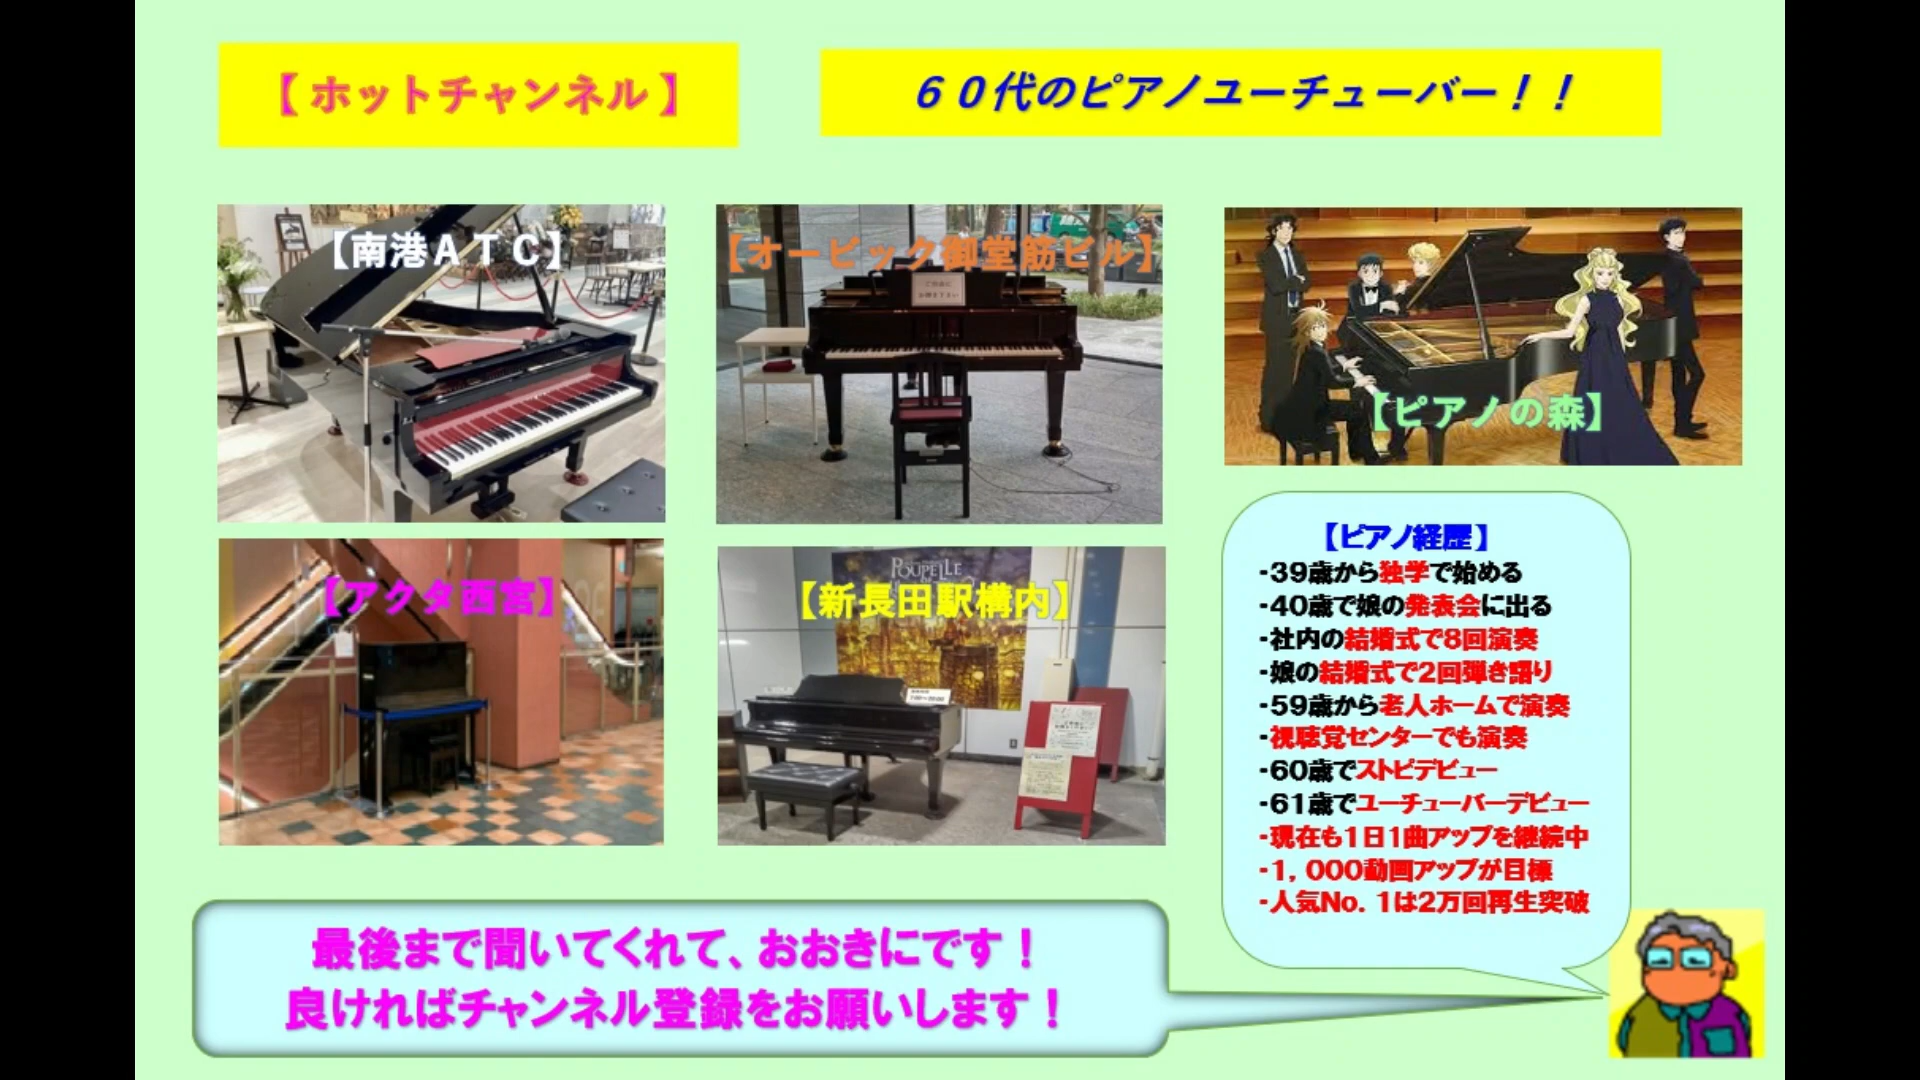 【ホットチャンネル】
６０代のピアノユーチューバー！！
【南港ＡＴＣ】
【オービック御堂筋ビル】
【ピアノの森】
【アクタ西宮】
POUPELLE
【新長田駅構内】
【ピアノ経歴】
・39歳から独学で始める
・40歳で娘の発表会に出る
・社内の結婚式で8回演奏
・娘の結婚式で2回弾き語り
・59歳から老人ホームで演奏
・視聴覚センターでも演奏
・60歳でストピデビュー
・61歳でユーチューバーデビュー
・現在も1日1曲アップを継続中
・1，000動画アップが目標
・人気No．1は2万回再生突破
最後まで聞いてくれて、おおきにです！
良ければチャンネル登録をお願いします！